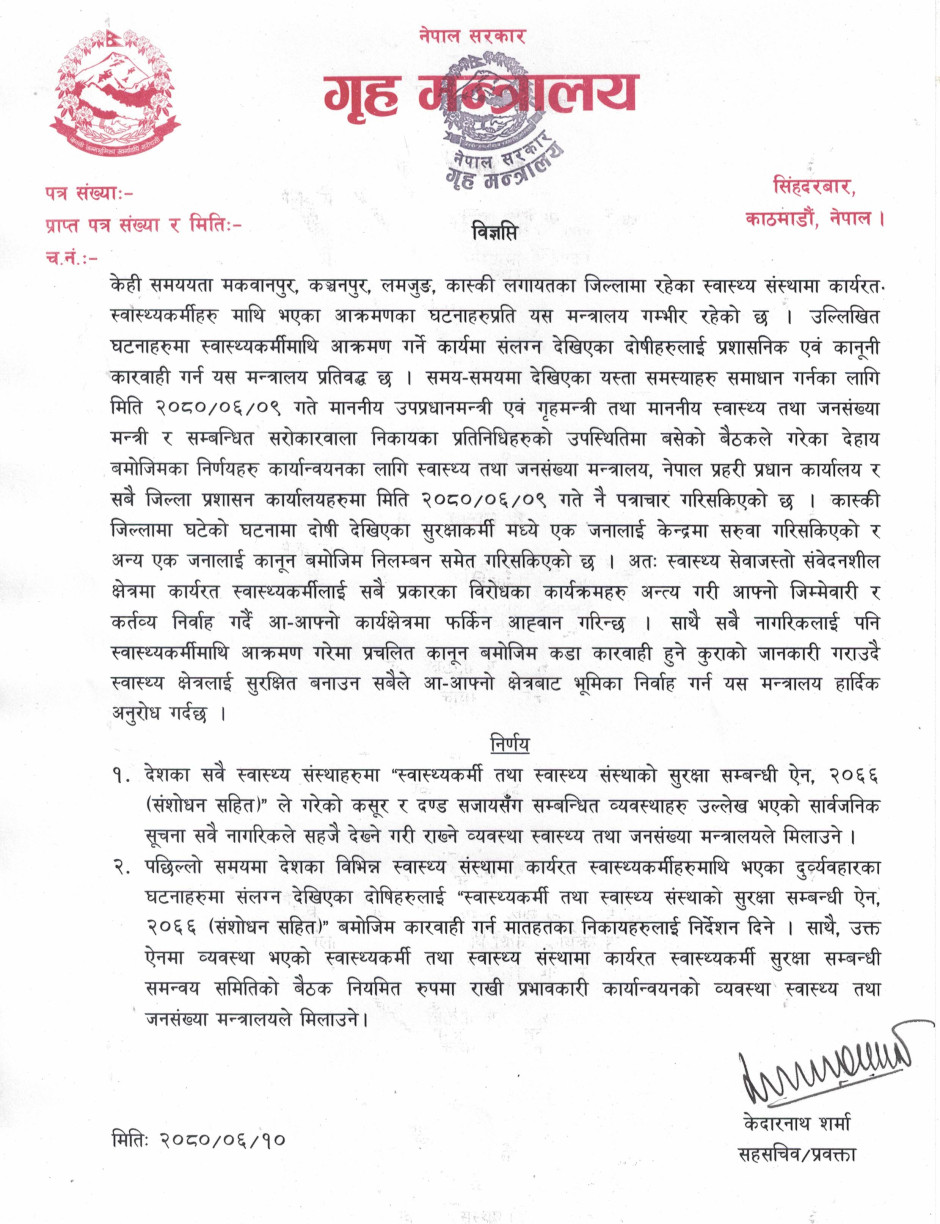 नेपाल सरकार
गृह मन्त्रालय
नेपाल सरकार
गृह मन्त्रालय
पत्र संख्याः-
प्राप्त पत्र संख्या र मितिः-
च.नं.:-
सिंहदरबार,
काठमाडौं, नेपाल ।
विज्ञप्ति
केही समययता मकवानपुर, कञ्चनपुर, लमजुङ, कास्की लगायतका जिल्लामा रहेका स्वास्थ्य संस्थामा कार्यरत
स्वास्थ्यकर्मीहरु माथि भएका आक्रमणका घटनाहरुप्रति यस मन्त्रालय गम्भीर रहेको छ । उल्लिखित
घटनाहरुमा स्वास्थ्यकर्मीमाथि आक्रमण गर्ने कार्यमा संलग्न देखिएका दोषीहरुलाई प्रशासनिक एवं कानूनी
कारवाही गर्न यस मन्त्रालय प्रतिवद्ध छ । समय-समयमा देखिएका यस्ता समस्याहरु समाधान गर्नका लागि
मिति २०८०/०६/०९ गते माननीय उपप्रधानमन्त्री एवं गृहमन्त्री तथा माननीय स्वास्थ्य तथा जनसंख्या
मन्त्री र सम्बन्धित सरोकारवाला निकायका प्रतिनिधिहरुको उपस्थितिमा बसेको बैठकले गरेका देहाय
बमोजिमका निर्णयहरु कार्यान्वयनका लागि स्वास्थ्य तथा जनसंख्या मन्त्रालय, नेपाल प्रहरी प्रधान कार्यालय र
सबै जिल्ला प्रशासन कार्यालयहरुमा मिति २०८०/०६/०९ गते नै पत्राचार गरिसकिएको छ । कास्की
जिल्लामा घटेको घटनामा दोषी देखिएका सुरक्षाकर्मी मध्ये एक जनालाई केन्द्रमा सरुवा गरिसकिएको र
अन्य एक जनालाई कानून बमोजिम निलम्बन समेत गरिसकिएको छ । अतः स्वास्थ्य सेवाजस्तो संवेदनशील
क्षेत्रमा कार्यरत स्वास्थ्यकर्मीलाई सबै प्रकारका विरोधका कार्यक्रमहरु अन्त्य गरी आफ्नो जिम्मेवारी र
कर्तव्य निर्वाह गर्दै आ-आफ्नो कार्यक्षेत्रमा फर्किन आह्वान गरिन्छ । साथै सबै नागरिकलाई पनि
स्वास्थ्यकर्मीमाथि आक्रमण गरेमा प्रचलित कानून बमोजिम कडा कारवाही हुने कुराको जानकारी गराउदै
स्वास्थ्य क्षेत्रलाई सुरक्षित बनाउन सबैले आ-आफ्नो क्षेत्रबाट भूमिका निर्वाह गर्न यस मन्त्रालय हार्दिक
अनुरोध गर्दछ ।
निर्णय
१. देशका सवै स्वास्थ्य संस्थाहरुमा “स्वास्थ्यकर्मी तथा स्वास्थ्य संस्थाको सुरक्षा सम्बन्धी ऐन, २०६६
(संशोधन सहित)” ले गरेको कसूर र दण्ड सजायसँग सम्बन्धित व्यवस्थाहरु उल्लेख भएको सार्वजनिक
सूचना सवै नागरिकले सहजै देख्ने गरी राख्ने व्यवस्था स्वास्थ्य तथा जनसंख्या मन्त्रालयले मिलाउने ।
२. पछिल्लो समयमा देशका विभिन्न स्वास्थ्य संस्थामा कार्यरत स्वास्थ्यकर्मीहरुमाथि भएका दुर्व्यवहारका
घटनाहरुमा संलग्न देखिएका दोषिहरुलाई “स्वास्थ्यकर्मी तथा स्वास्थ्य संस्थाको सुरक्षा सम्बन्धी ऐन,
२०६६ (संशोधन सहित)” बमोजिम कारवाही गर्न मातहतका निकायहरुलाई निर्देशन दिने । साथै, उक्त
ऐनमा व्यवस्था भएको स्वास्थ्यकर्मी तथा स्वास्थ्य संस्थामा कार्यरत स्वास्थ्यकर्मी सुरक्षा सम्बन्धी
समन्वय समितिको बैठक नियमित रुपमा राखी प्रभावकारी कार्यान्वयनको व्यवस्था स्वास्थ्य तथा
जनसंख्या मन्त्रालयले मिलाउने।
केदारनाथ शर्मा
सहसचिव/प्रवक्ता
मितिः २०८०/०६/१०